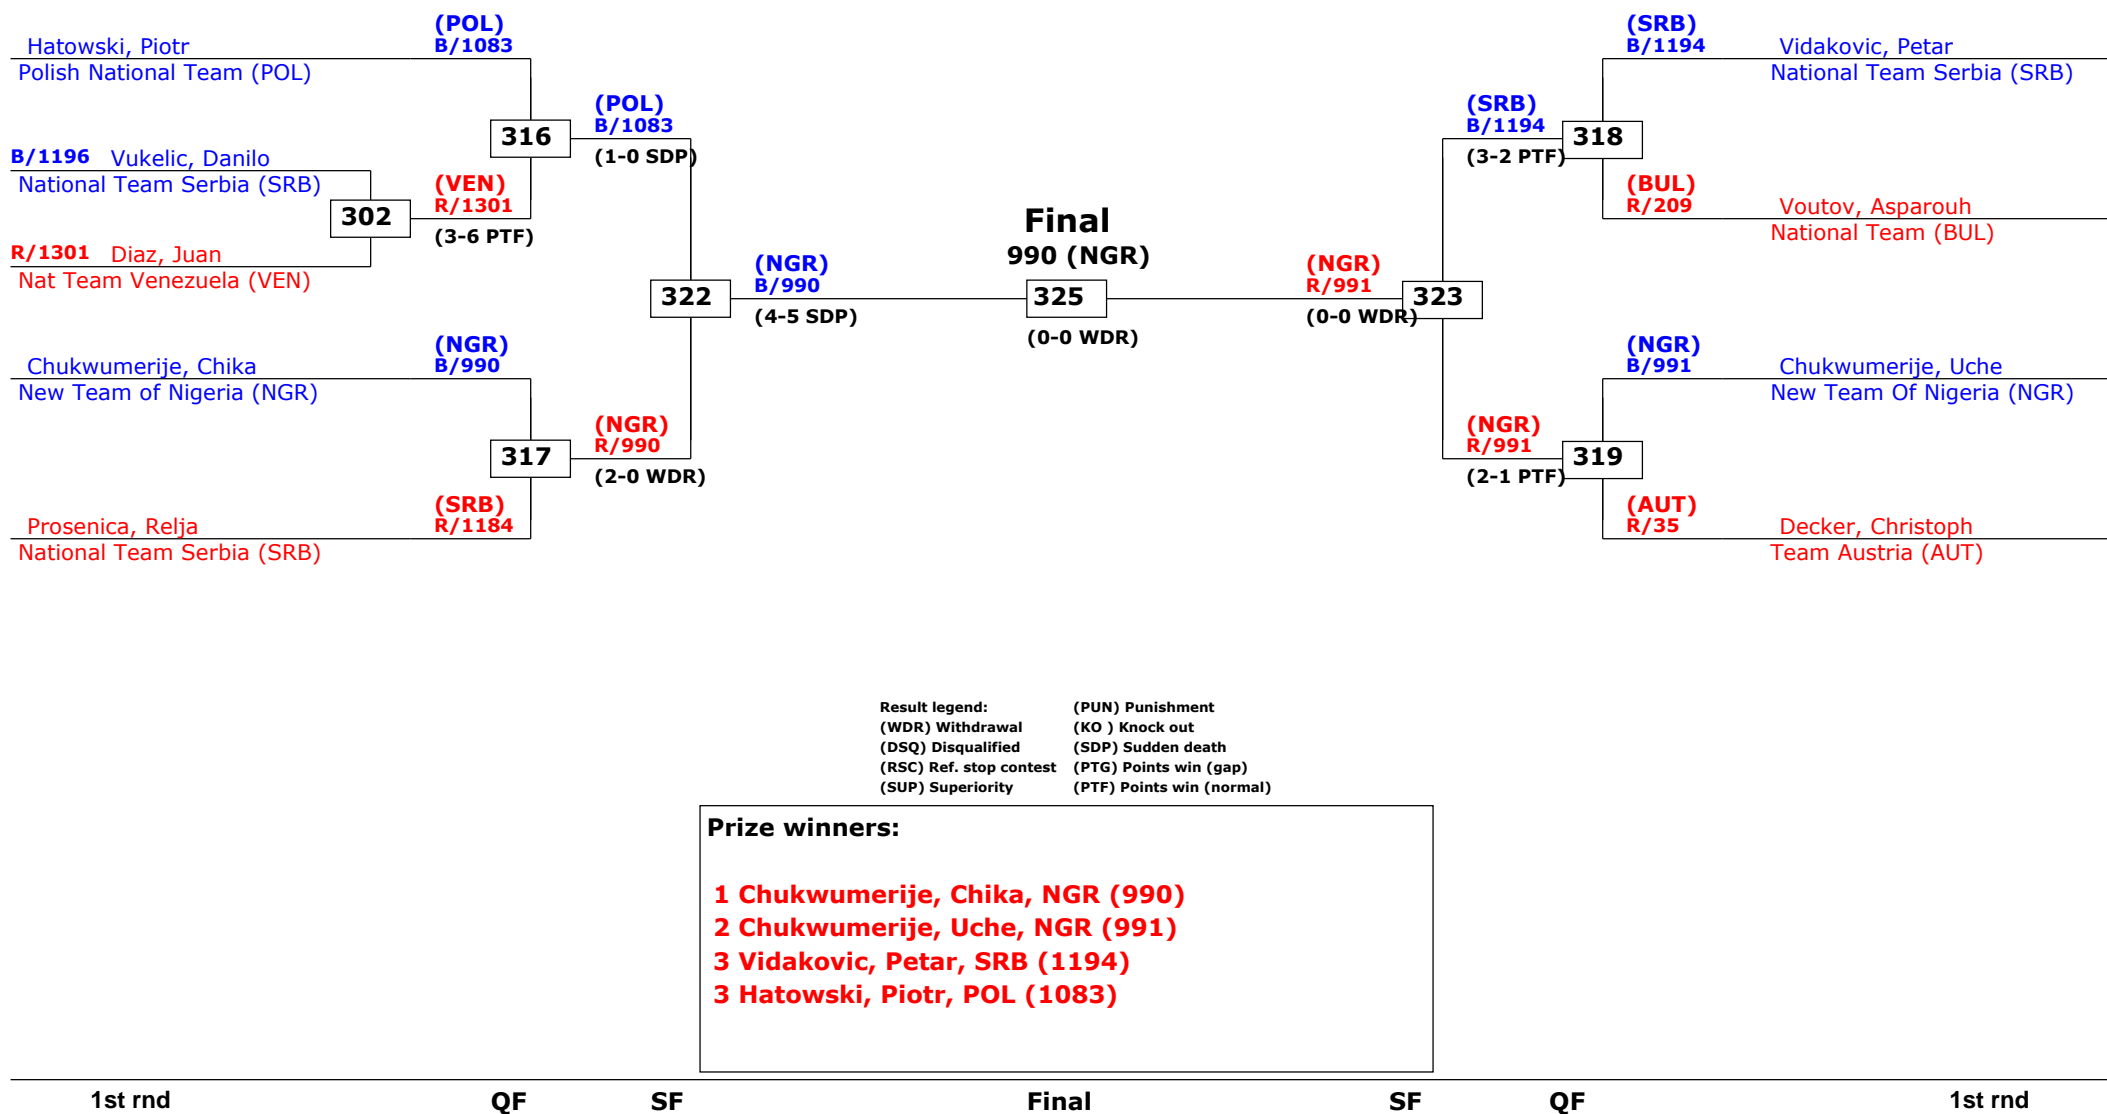 (POL)
B/1083
Hatowski, Piotr
Polish National Team (POL)
316
(POL)
B/1083
(1-0 SDP)
B/1196 Vukelic, Danilo
National Team Serbia (SRB)
302
(VEN)
R/1301
(3-6 PTF)
R/1301 Diaz, Juan
Nat Team Venezuela (VEN)
322
(NGR)
B/990
(4-5 SDP)
(NGR)
B/990
Chukwumerije, Chika
New Team of Nigeria (NGR)
317
(NGR)
R/990
(2-0 WDR)
(SRB)
R/1184
Prosenica, Relja
National Team Serbia (SRB)
Final
990 (NGR)
325
(0-0 WDR)
(SRB)
B/1194
Vidakovic, Petar
National Team Serbia (SRB)
(SRB)
B/1194
(3-2 PTF)
318
(BUL)
R/209
Voutov, Asparouh
National Team (BUL)
(NGR)
R/991
(0-0 WDR)
323
(NGR)
B/991
Chukwumerije, Uche
New Team Of Nigeria (NGR)
(NGR)
R/991
(2-1 PTF)
319
(AUT)
R/35
Decker, Christoph
Team Austria (AUT)
Result legend: (PUN) Punishment
(WDR) Withdrawal (KO ) Knock out
(DSQ) Disqualified (SDP) Sudden death
(RSC) Ref. stop contest (PTG) Points win (gap)
(SUP) Superiority (PTF) Points win (normal)
Prize winners:
1 Chukwumerije, Chika, NGR (990)
2 Chukwumerije, Uche, NGR (991)
3 Vidakovic, Petar, SRB (1194)
3 Hatowski, Piotr, POL (1083)
1st rnd QF SF Final SF QF 1st rnd